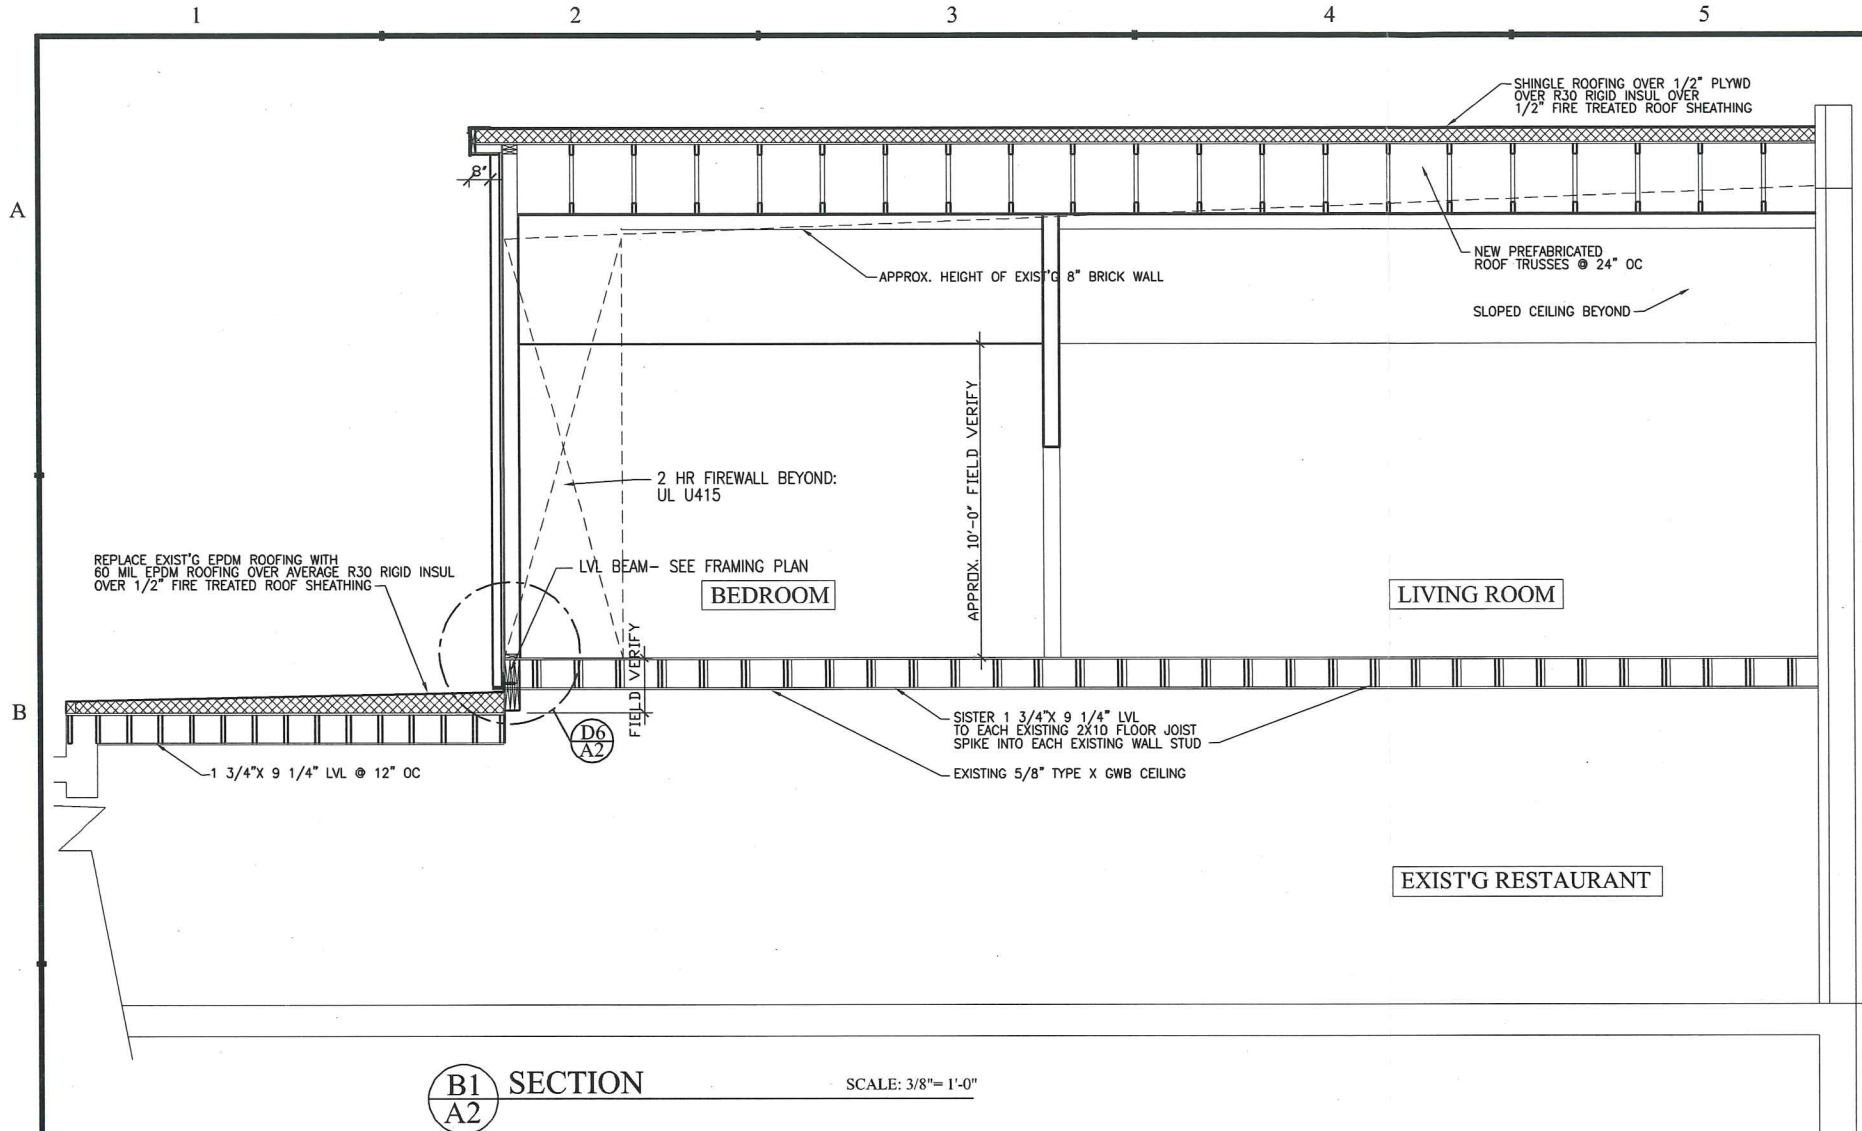 1 2 3 4 5
SHINGLE ROOFING OVER 1/2" PLYWD
OVER R30 RIGID INSUL OVER
1/2" FIRE TREATED ROOF SHEATHING
8"
A
NEW PREFABRICATED
ROOF TRUSSES @ 24" OC
APPROX. HEIGHT OF EXIST'G 8" BRICK WALL
SLOPED CEILING BEYOND
APPROX. 10'-0" FIELD VERIFY
2 HR FIREWALL BEYOND:
UL U415
REPLACE EXIST'G EPDM ROOFING WITH
60 MIL EPDM ROOFING OVER AVERAGE R30 RIGID INSUL
OVER 1/2" FIRE TREATED ROOF SHEATHING
LVL BEAM- SEE FRAMING PLAN
BEDROOM
LIVING ROOM
FIELD VERIFY
B
D6
A2
SISTER 1 3/4"X 9 1/4" LVL
TO EACH EXISTING 2X10 FLOOR JOIST
SPIKE INTO EACH EXISTING WALL STUD
1 3/4"X 9 1/4" LVL @ 12" OC
EXISTING 5/8" TYPE X GWB CEILING
EXIST'G RESTAURANT
B1
A2
SECTION
SCALE: 3/8"= 1'-0"